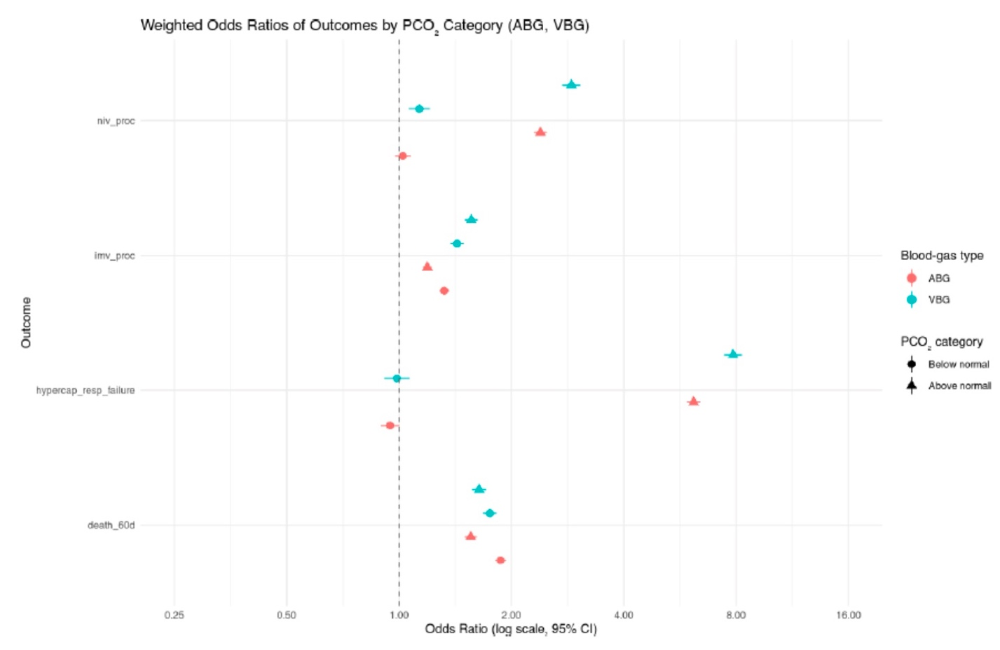 Weighted Odds Ratios of Outcomes by PCO₂ Category (ABG, VBG)
niv_proc
imv_proc
hypercap_resp_failure
death_60d
Outcome
0.25 0.50 1.00 2.00 4.00 8.00 16.00
Odds Ratio (log scale, 95% CI)
Blood-gas type
ABG
VBG
PCO₂ category
Below normal
Above normal